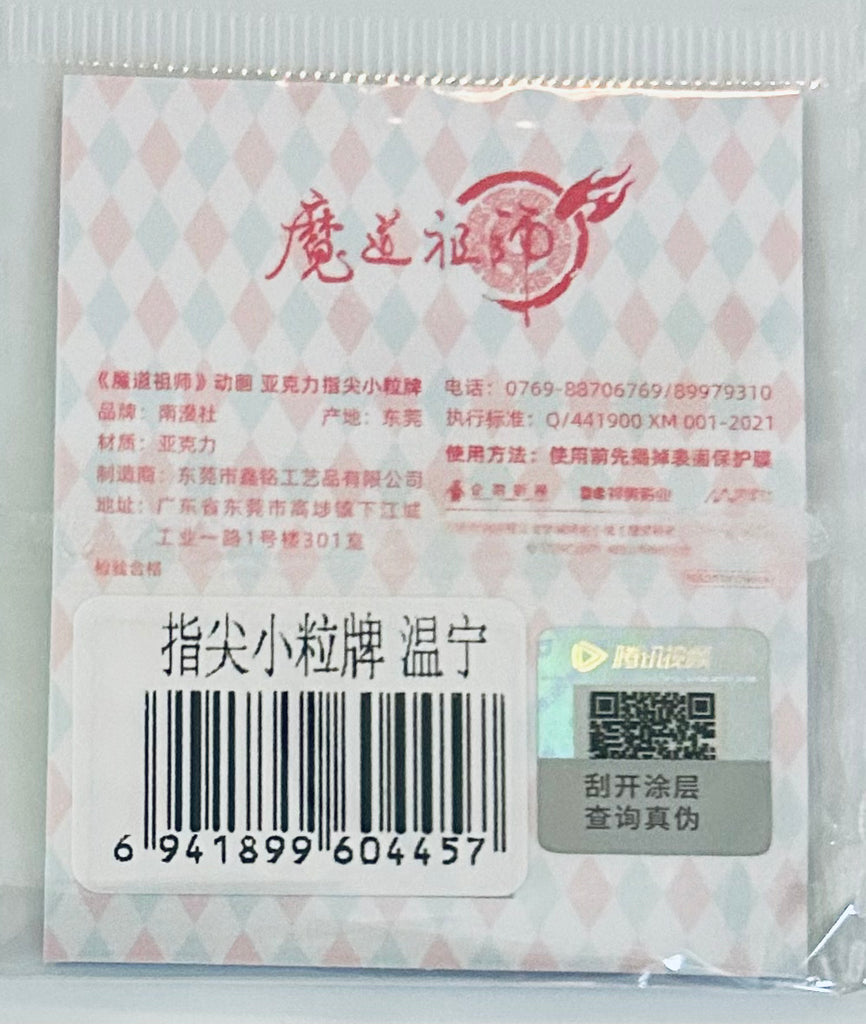 魔道祖师
《魔道祖师》动画 亚克力指尖小粒牌
品牌：南漫社 产地：东莞
材质：亚克力
制造商：东莞市鑫铭工艺品有限公司
地址：广东省东莞市高埗镇下江城
工业一路1号楼301室
检验合格
电话：0769-88706769/89979310
执行标准：Q/441900 XM 001-2021
使用方法：使用前先揭掉表面保护膜
企鹅影视
指尖小粒牌 温宁
6 941899 604457
腾讯视频
刮开涂层
查询真伪